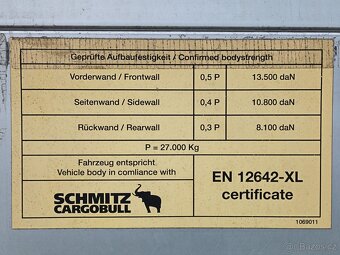 Geprüfte Aufbaufestigkeit / Confirmed bodystrength
Vorderwand / Frontwall 0,5 P 13.500 daN
Seitenwand / Sidewall 0,4 P 10.800 daN
Rückwand / Rearwall 0,3 P 8.100 daN
P = 27.000 Kg
Fahrzeug entspricht
Vehicle body in comliance with
SCHMITZ
CARGOBULL
EN 12642-XL
certificate
1069011
Bazoš.cz